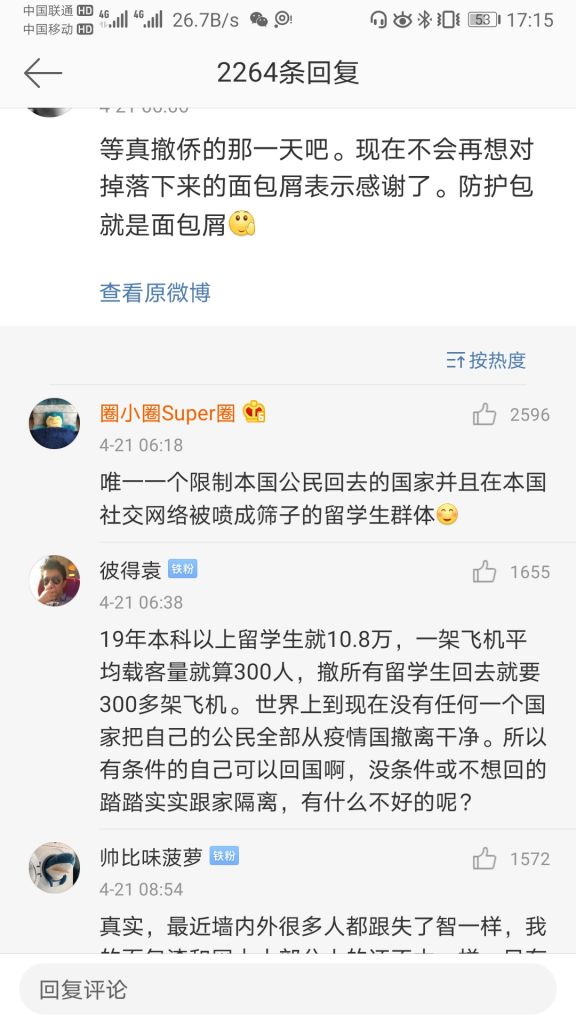 中国联通 HD
中国移动 HD
4G 4G 26.7B/s 53 17:15
2264条回复
等真撤侨的那一天吧。现在不会再想对
掉落下来的面包屑表示感谢了。防护包
就是面包屑
查看原微博
按热度
圈小圈Super圈 2596
4-21 06:18
唯一一个限制本国公民回去的国家并且在本国
社交网络被喷成筛子的留学生群体
彼得袁 铁粉 1655
4-21 06:38
19年本科以上留学生就10.8万，一架飞机平
均载客量就算300人，撤所有留学生回去就要
300多架飞机。世界上到现在没有任何一个国
家把自己的公民全部从疫情国撤离干净。所以
有条件的自己可以回国啊，没条件或不想回的
踏踏实实跟家隔离，有什么不好的呢？
帅比味菠萝 铁粉 1572
4-21 08:54
真实，最近墙内外很多人都跟失了智一样，我
回复评论